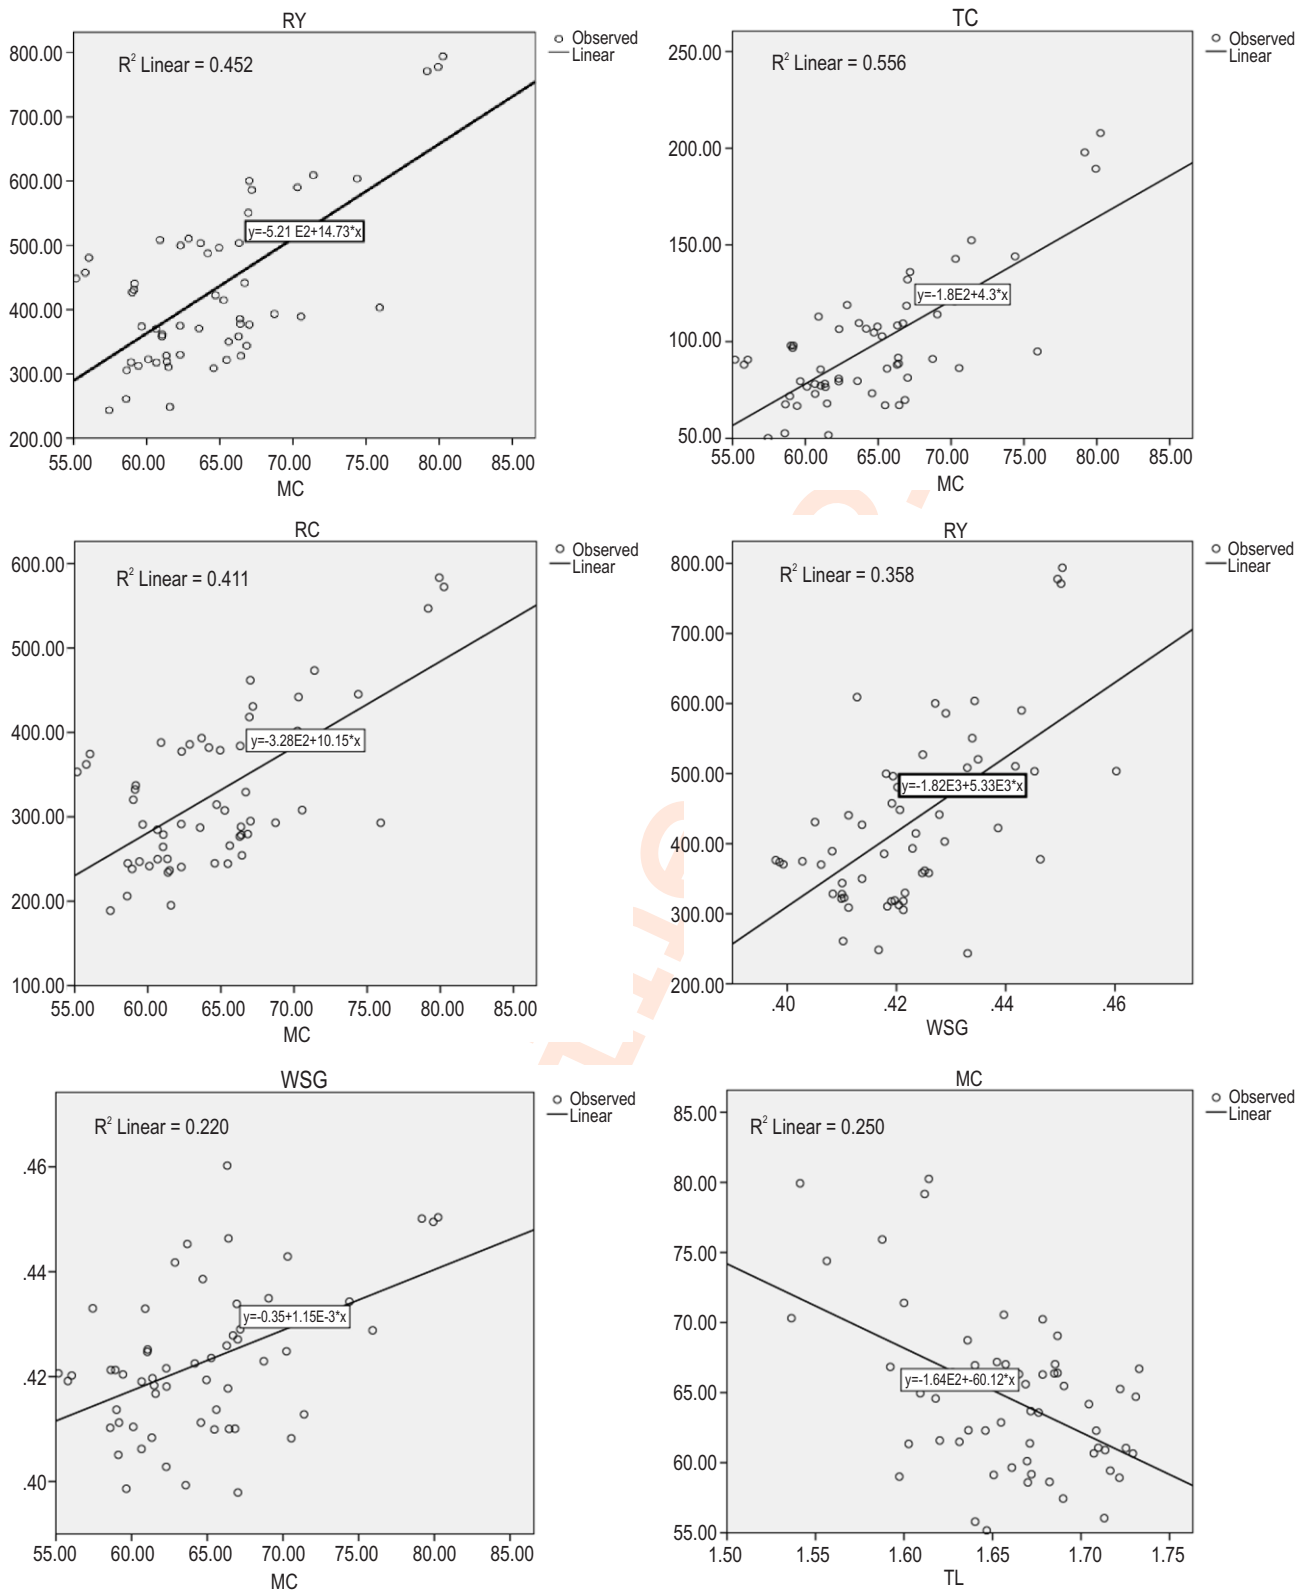 RY
R² Linear = 0.452
Observed
Linear
800.00
700.00
600.00
500.00
400.00
300.00
200.00
y=-5.21 E2+14.73*x
55.00 60.00 65.00 70.00 75.00 80.00 85.00
MC
TC
R² Linear = 0.556
Observed
Linear
250.00
200.00
150.00
100.00
50.00
y=-1.8E2+4.3*x
55.00 60.00 65.00 70.00 75.00 80.00 85.00
MC
RC
R² Linear = 0.411
Observed
Linear
600.00
500.00
400.00
300.00
200.00
100.00
y=-3.28E2+10.15*x
55.00 60.00 65.00 70.00 75.00 80.00 85.00
MC
RY
R² Linear = 0.358
Observed
Linear
800.00
700.00
600.00
500.00
400.00
300.00
200.00
y=-1.82E3+5.33E3*x
.40 .42 .44 .46
WSG
WSG
R² Linear = 0.220
Observed
Linear
.46
.44
.42
.40
y=-0.35+1.15E-3*x
55.00 60.00 65.00 70.00 75.00 80.00 85.00
MC
MC
R² Linear = 0.250
Observed
Linear
85.00
80.00
75.00
70.00
65.00
60.00
55.00
y=-1.64E2+-60.12*x
1.50 1.55 1.60 1.65 1.70 1.75
TL